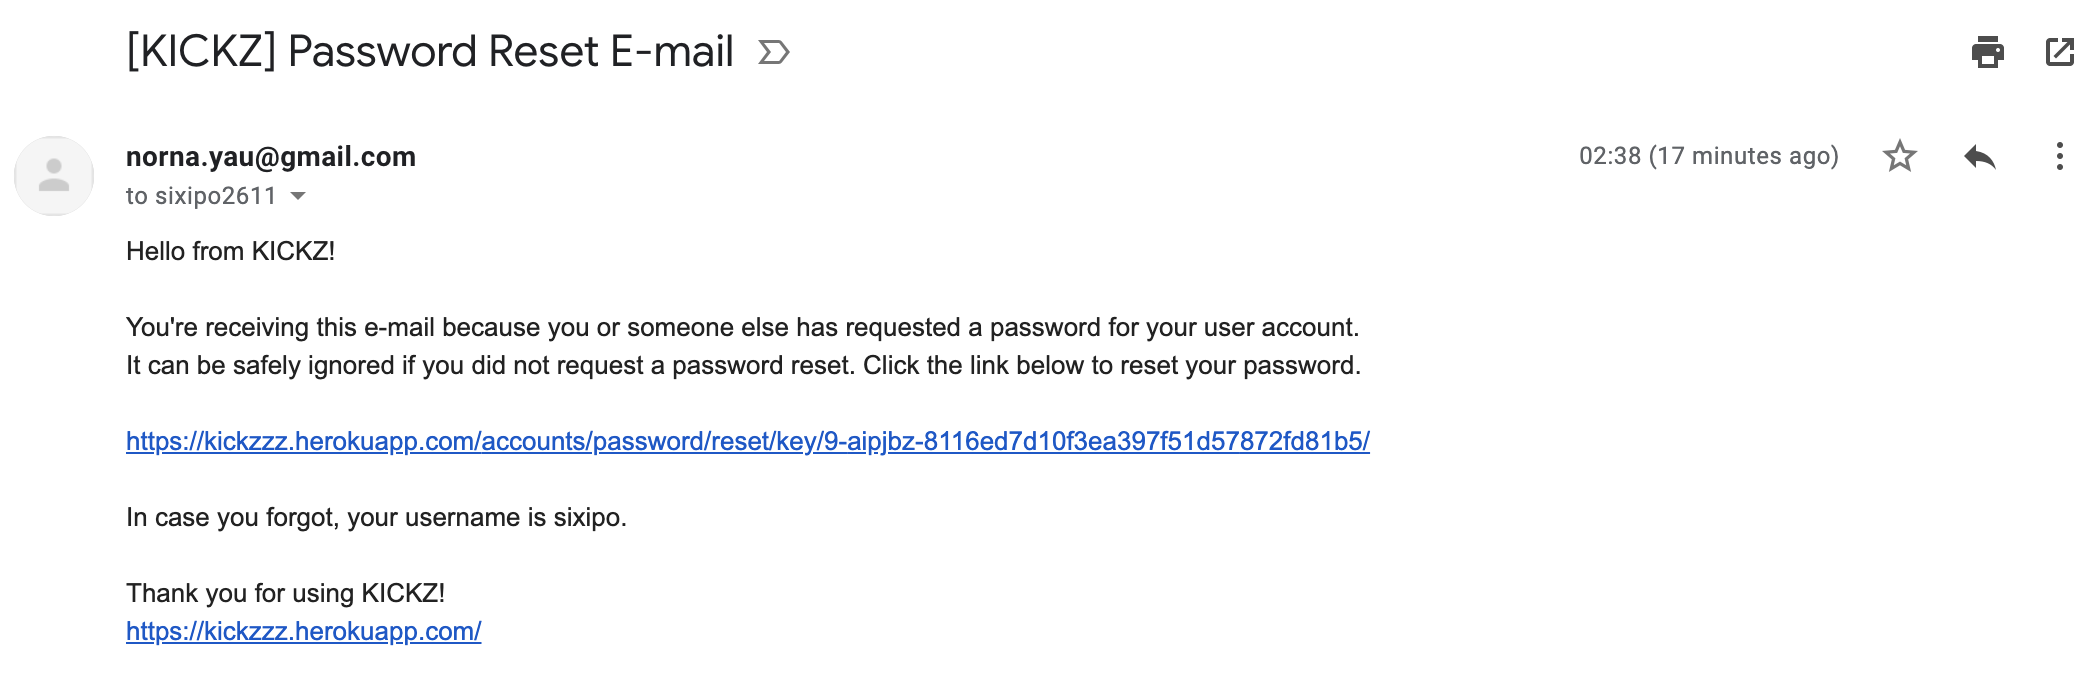 [KICKZ] Password Reset E-mail
norna.yau@gmail.com
02:38 (17 minutes ago)
to sixipo2611
Hello from KICKZ!
You're receiving this e-mail because you or someone else has requested a password for your user account.
It can be safely ignored if you did not request a password reset. Click the link below to reset your password.
https://kickzzz.herokuapp.com/accounts/password/reset/key/9-aipjbz-8116ed7d10f3ea397f51d57872fd81b5/
In case you forgot, your username is sixipo.
Thank you for using KICKZ!
https://kickzzz.herokuapp.com/